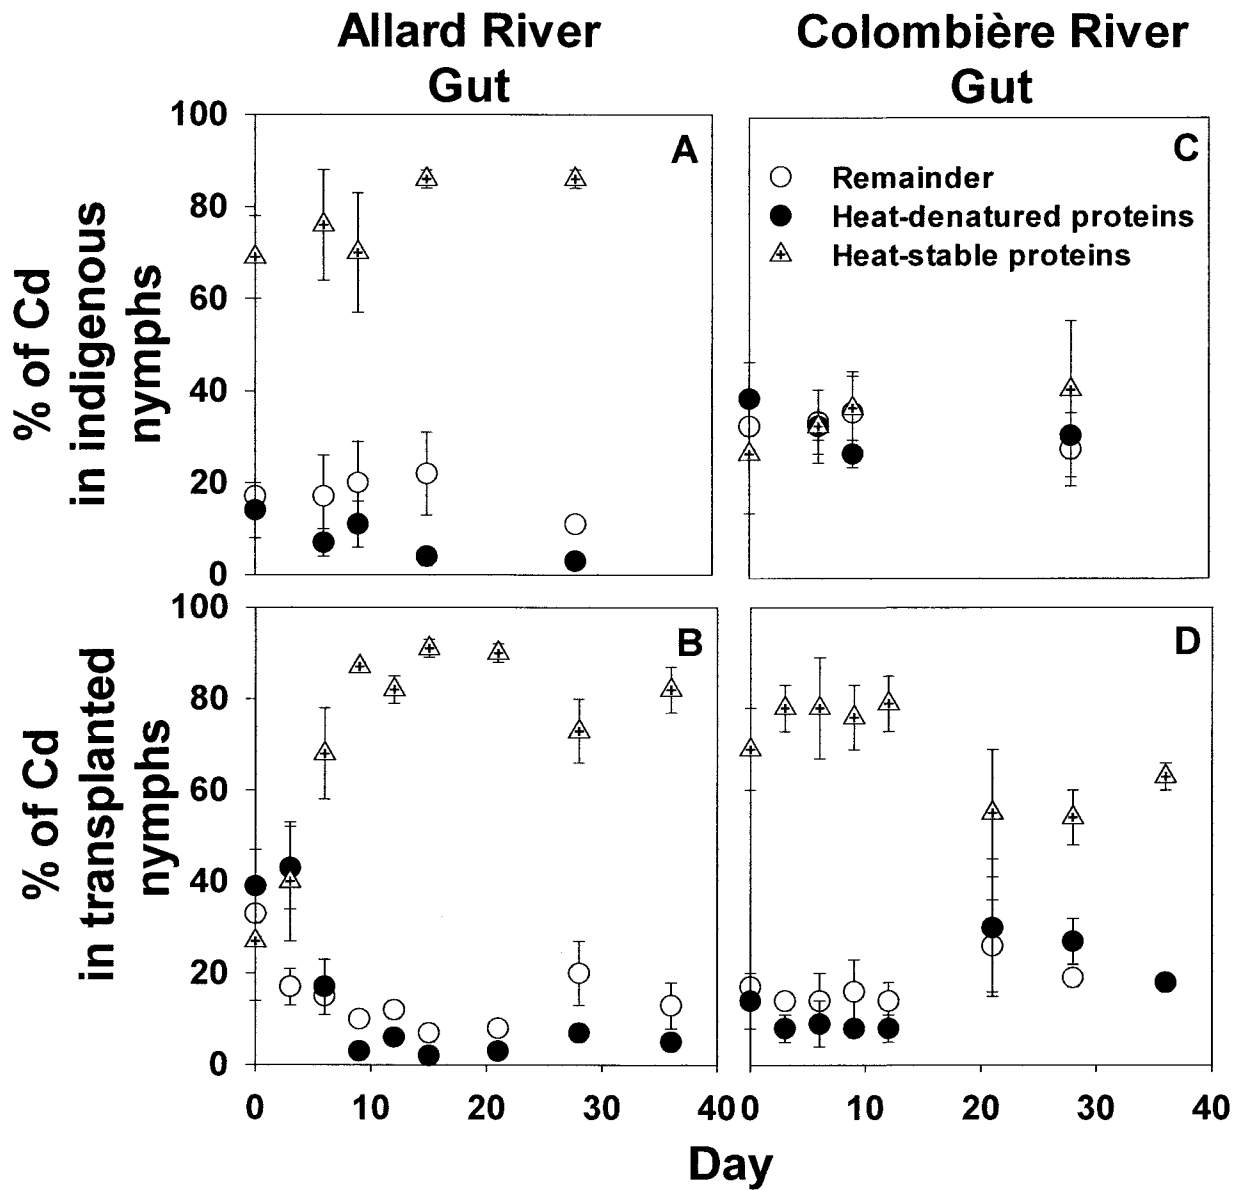 Allard River
Gut
Colombière River
Gut
% of Cd
in indigenous
nymphs
100
80
60
40
20
0
A
C
Remainder
Heat-denatured proteins
Heat-stable proteins
% of Cd
in transplanted
nymphs
100
80
60
40
20
0
B
D
0 10 20 30 40
0 10 20 30 40
Day